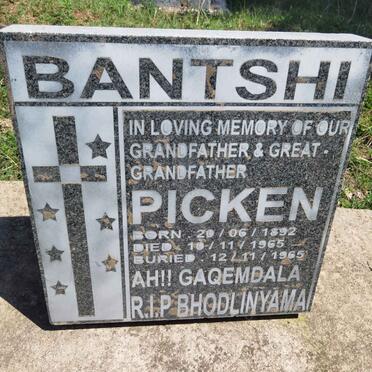 BANTSHI
IN LOVING MEMORY OF OUR
GRANDFATHER & GREAT -
GRANDFATHER
PICKEN
BORN : 20 / 06 / 1892
DIED : 10 / 11 / 1965
BURIED : 12 / 11 / 1965
AH!! GAQEMDALA
R.I.P BHODLINYAMA